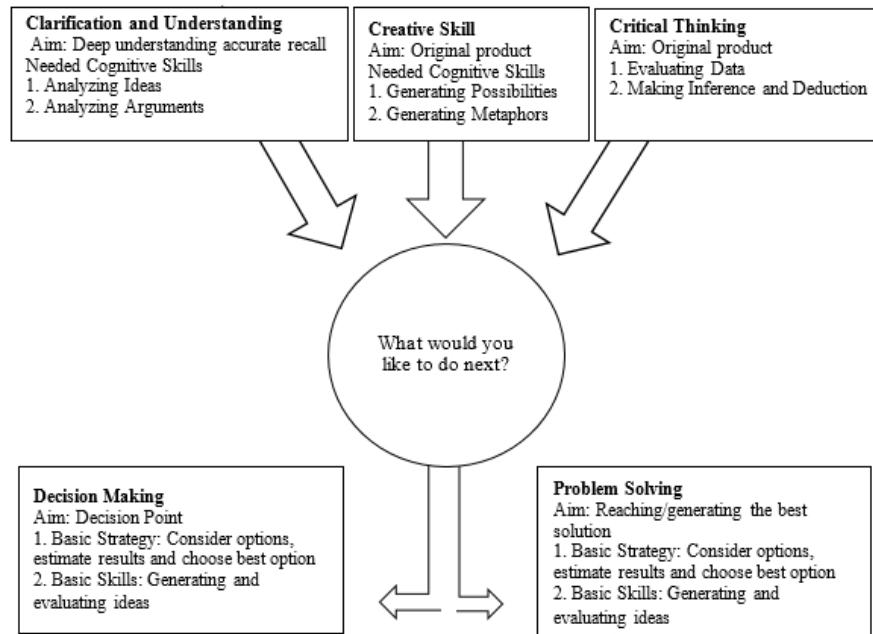 Clarification and Understanding
Aim: Deep understanding accurate recall
Needed Cognitive Skills
1. Analyzing Ideas
2. Analyzing Arguments
Creative Skill
Aim: Original product
Needed Cognitive Skills
1. Generating Possibilities
2. Generating Metaphors
Critical Thinking
Aim: Original product
1. Evaluating Data
2. Making Inference and Deduction
What would you
like to do next?
Decision Making
Aim: Decision Point
1. Basic Strategy: Consider options,
estimate results and choose best option
2. Basic Skills: Generating and
evaluating ideas
Problem Solving
Aim: Reaching/generating the best
solution
1. Basic Strategy: Consider options,
estimate results and choose best option
2. Basic Skills: Generating and
evaluating ideas